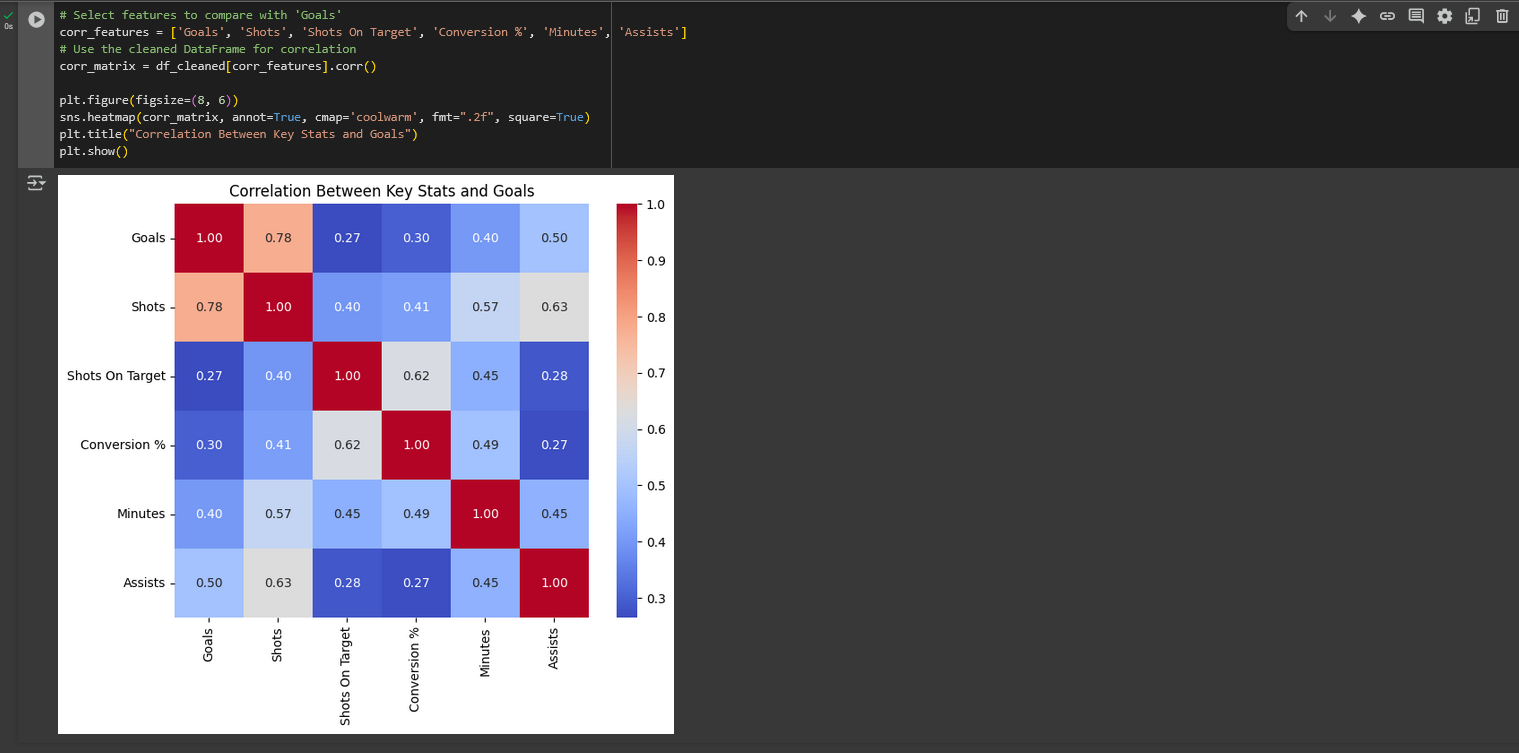 # Select features to compare with 'Goals'
corr_features = ['Goals', 'Shots', 'Shots On Target', 'Conversion %', 'Minutes', 'Assists']
# Use the cleaned DataFrame for correlation
corr_matrix = df_cleaned[corr_features].corr()
0s
plt.figure(figsize=(8, 6))
sns.heatmap(corr_matrix, annot=True, cmap='coolwarm', fmt=".2f", square=True)
plt.title("Correlation Between Key Stats and Goals")
plt.show()
Correlation Between Key Stats and Goals
Goals 1.00 0.78 0.27 0.30 0.40 0.50
Shots 0.78 1.00 0.40 0.41 0.57 0.63
Shots On Target 0.27 0.40 1.00 0.62 0.45 0.28
Conversion % 0.30 0.41 0.62 1.00 0.49 0.27
Minutes 0.40 0.57 0.45 0.49 1.00 0.45
Assists 0.50 0.63 0.28 0.27 0.45 1.00
Goals
Shots
Shots On Target
Conversion %
Minutes
Assists
1.0
0.9
0.8
0.7
0.6
0.5
0.4
0.3